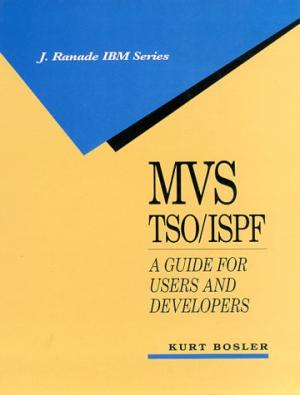 J. Ranade IBM Series
MVS
TSO/ISPF
A GUIDE FOR
USERS AND
DEVELOPERS
KURT BOSLER